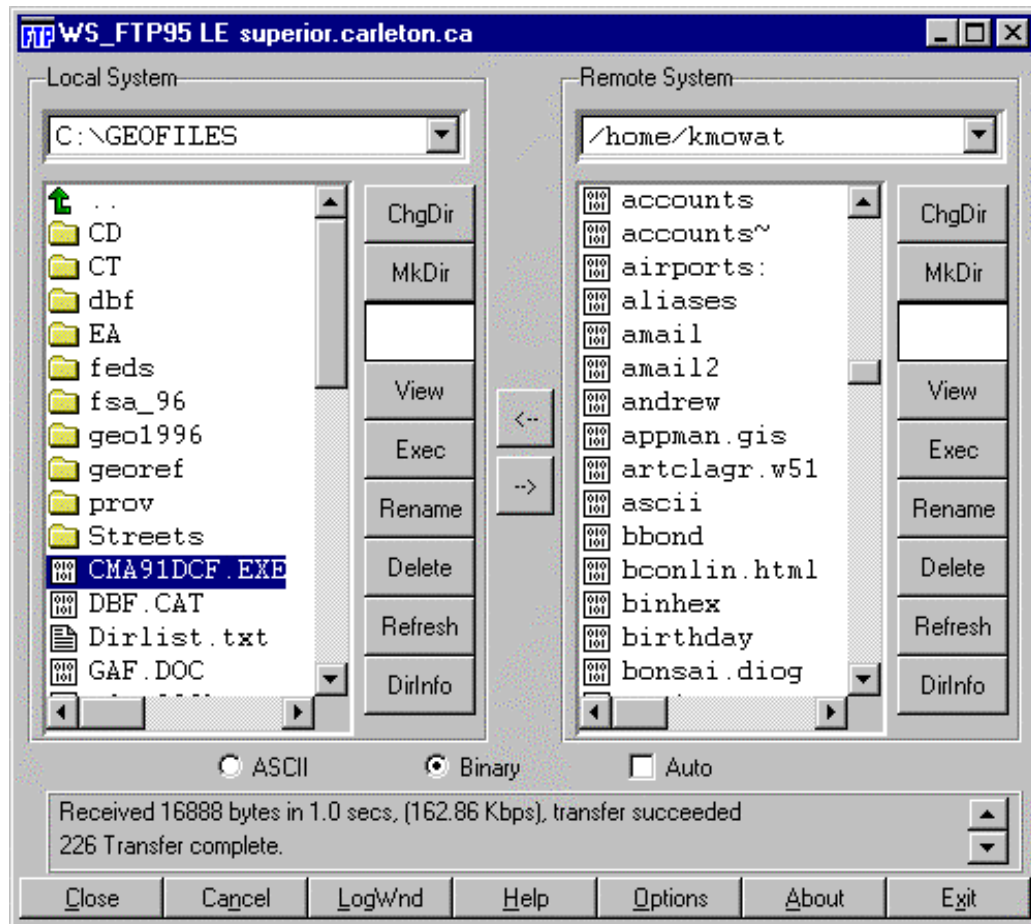 WS_FTP95 LE superior.carleton.ca
Local System
C:\GEOFILES
..
CD
CT
dbf
EA
feds
fsa_96
geo1996
georef
prov
Streets
CMA91DCF.EXE
DBF.CAT
Dirlist.txt
GAF.DOC
ChgDir
MkDir
View
Exec
Rename
Delete
Refresh
DirInfo
<--
-->
Remote System
/home/kmowat
accounts
accounts~
airports:
aliases
amail
amail2
andrew
appman.gis
artclagr.w51
ascii
bbond
bconlin.html
binhex
birthday
bonsai.diog
ChgDir
MkDir
View
Exec
Rename
Delete
Refresh
DirInfo
ASCII Binary Auto
Received 16888 bytes in 1.0 secs, (162.86 Kbps), transfer succeeded
226 Transfer complete.
Close Cancel LogWnd Help Options About Exit